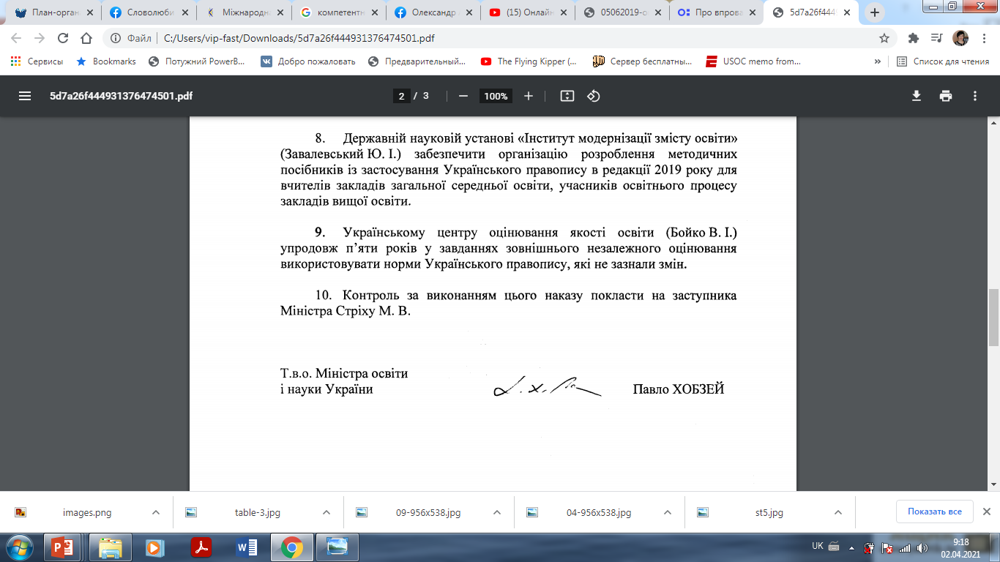 План-орган
Словолюби
Міжнародна
компетентн
Олександр
(15) Онлайн
05062019-о
Про впрова
5d7a26f444
Файл
C:/Users/vip-fast/Downloads/5d7a26f444931376474501.pdf
Сервисы
Bookmarks
Потужний PowerB...
Добро пожаловать
Предварительный...
The Flying Kipper (...
Сервер бесплатны...
USOC memo from...
»
Список для чтения
5d7a26f444931376474501.pdf
2 / 3
100%
8. Державній науковій установі «Інститут модернізації змісту освіти»
(Завалевський Ю. І.) забезпечити організацію розроблення методичних
посібників із застосування Українського правопису в редакції 2019 року для
вчителів закладів загальної середньої освіти, учасників освітнього процесу
закладів вищої освіти.
9. Українському центру оцінювання якості освіти (Бойко В. І.)
упродовж п’яти років у завданнях зовнішнього незалежного оцінювання
використовувати норми Українського правопису, які не зазнали змін.
10. Контроль за виконанням цього наказу покласти на заступника
Міністра Стріху М. В.
Т.в.о. Міністра освіти
і науки України
Павло ХОБЗЕЙ
images.png
table-3.jpg
09-956x538.jpg
04-956x538.jpg
st5.jpg
Показать все
UK
9:18
02.04.2021